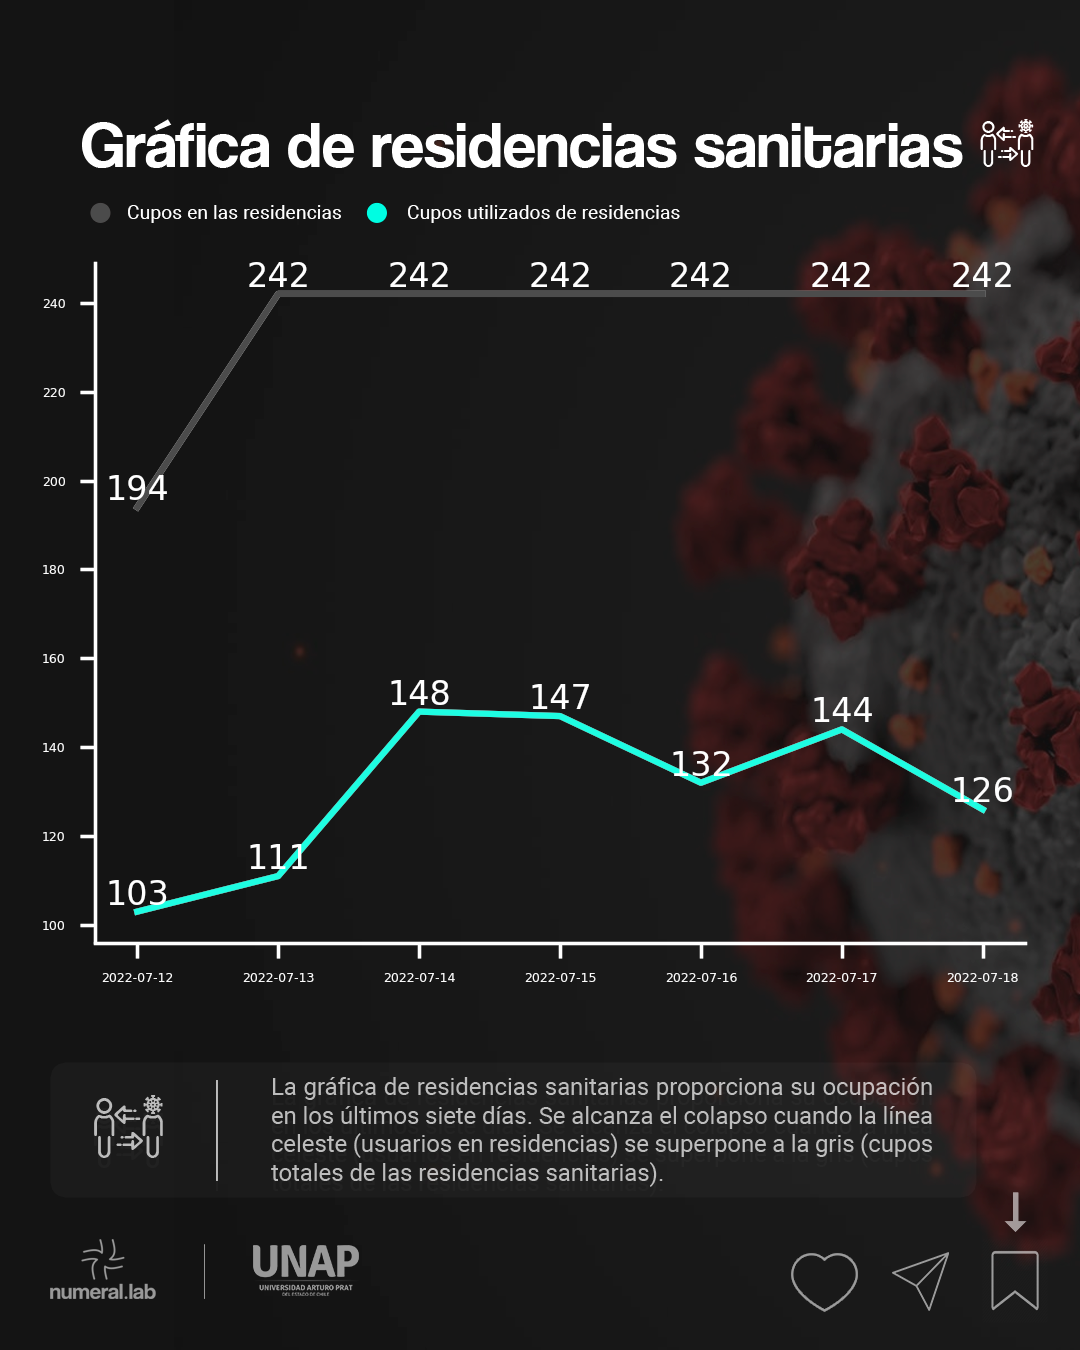 Gráfica de residencias sanitarias
Cupos en las residencias Cupos utilizados de residencias
242 242 242 242 242 242
240
220
200
194
180
160
148 147
144
140
132
126
120
111
103
100
2022-07-12 2022-07-13 2022-07-14 2022-07-15 2022-07-16 2022-07-17 2022-07-18
La gráfica de residencias sanitarias proporciona su ocupación
en los últimos siete días. Se alcanza el colapso cuando la línea
celeste (usuarios en residencias) se superpone a la gris (cupos
totales de las residencias sanitarias).
numeral.lab
UNAP
UNIVERSIDAD ARTURO PRAT
DEL ESTADO DE CHILE